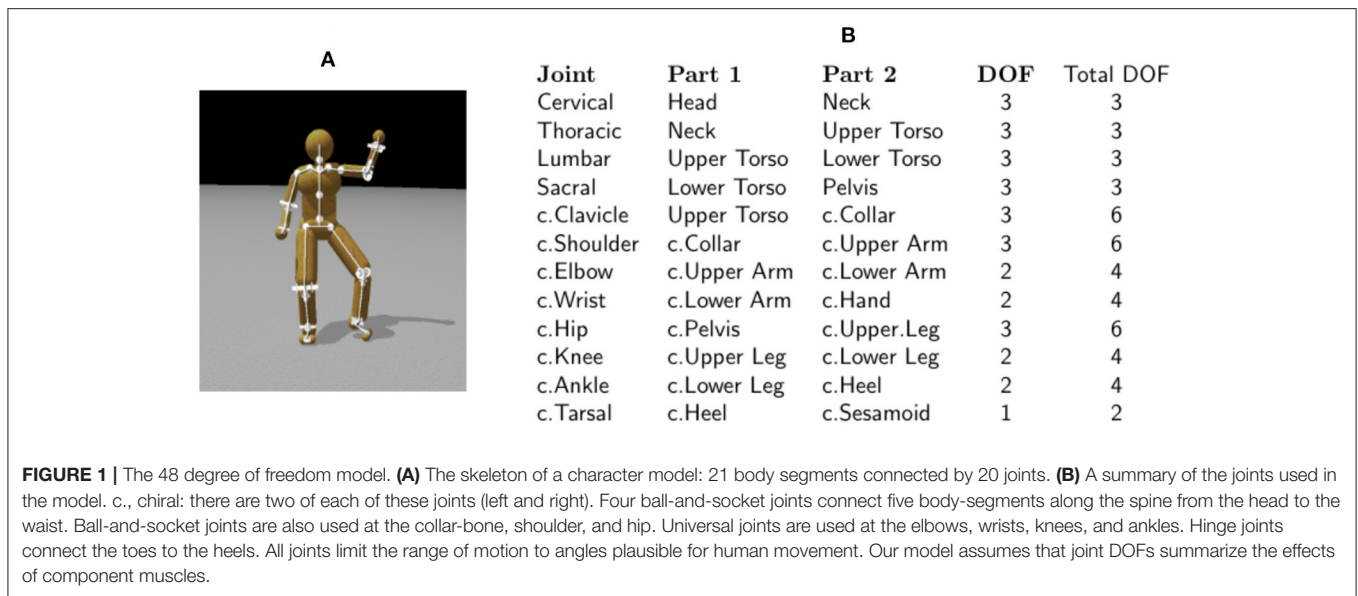 A
B
Joint Part 1 Part 2 DOF Total DOF
Cervical Head Neck 3 3
Thoracic Neck Upper Torso 3 3
Lumbar Upper Torso Lower Torso 3 3
Sacral Lower Torso Pelvis 3 3
c.Clavicle Upper Torso c.Collar 3 6
c.Shoulder c.Collar c.Upper Arm 3 6
c.Elbow c.Upper Arm c.Lower Arm 2 4
c.Wrist c.Lower Arm c.Hand 2 4
c.Hip c.Pelvis c.Upper.Leg 3 6
c.Knee c.Upper Leg c.Lower Leg 2 4
c.Ankle c.Lower Leg c.Heel 2 4
c.Tarsal c.Heel c.Sesamoid 1 2
FIGURE 1 | The 48 degree of freedom model. (A) The skeleton of a character model: 21 body segments connected by 20 joints. (B) A summary of the joints used in
the model. c., chiral: there are two of each of these joints (left and right). Four ball-and-socket joints connect five body-segments along the spine from the head to the
waist. Ball-and-socket joints are also used at the collar-bone, shoulder, and hip. Universal joints are used at the elbows, wrists, knees, and ankles. Hinge joints
connect the toes to the heels. All joints limit the range of motion to angles plausible for human movement. Our model assumes that joint DOFs summarize the effects
of component muscles.